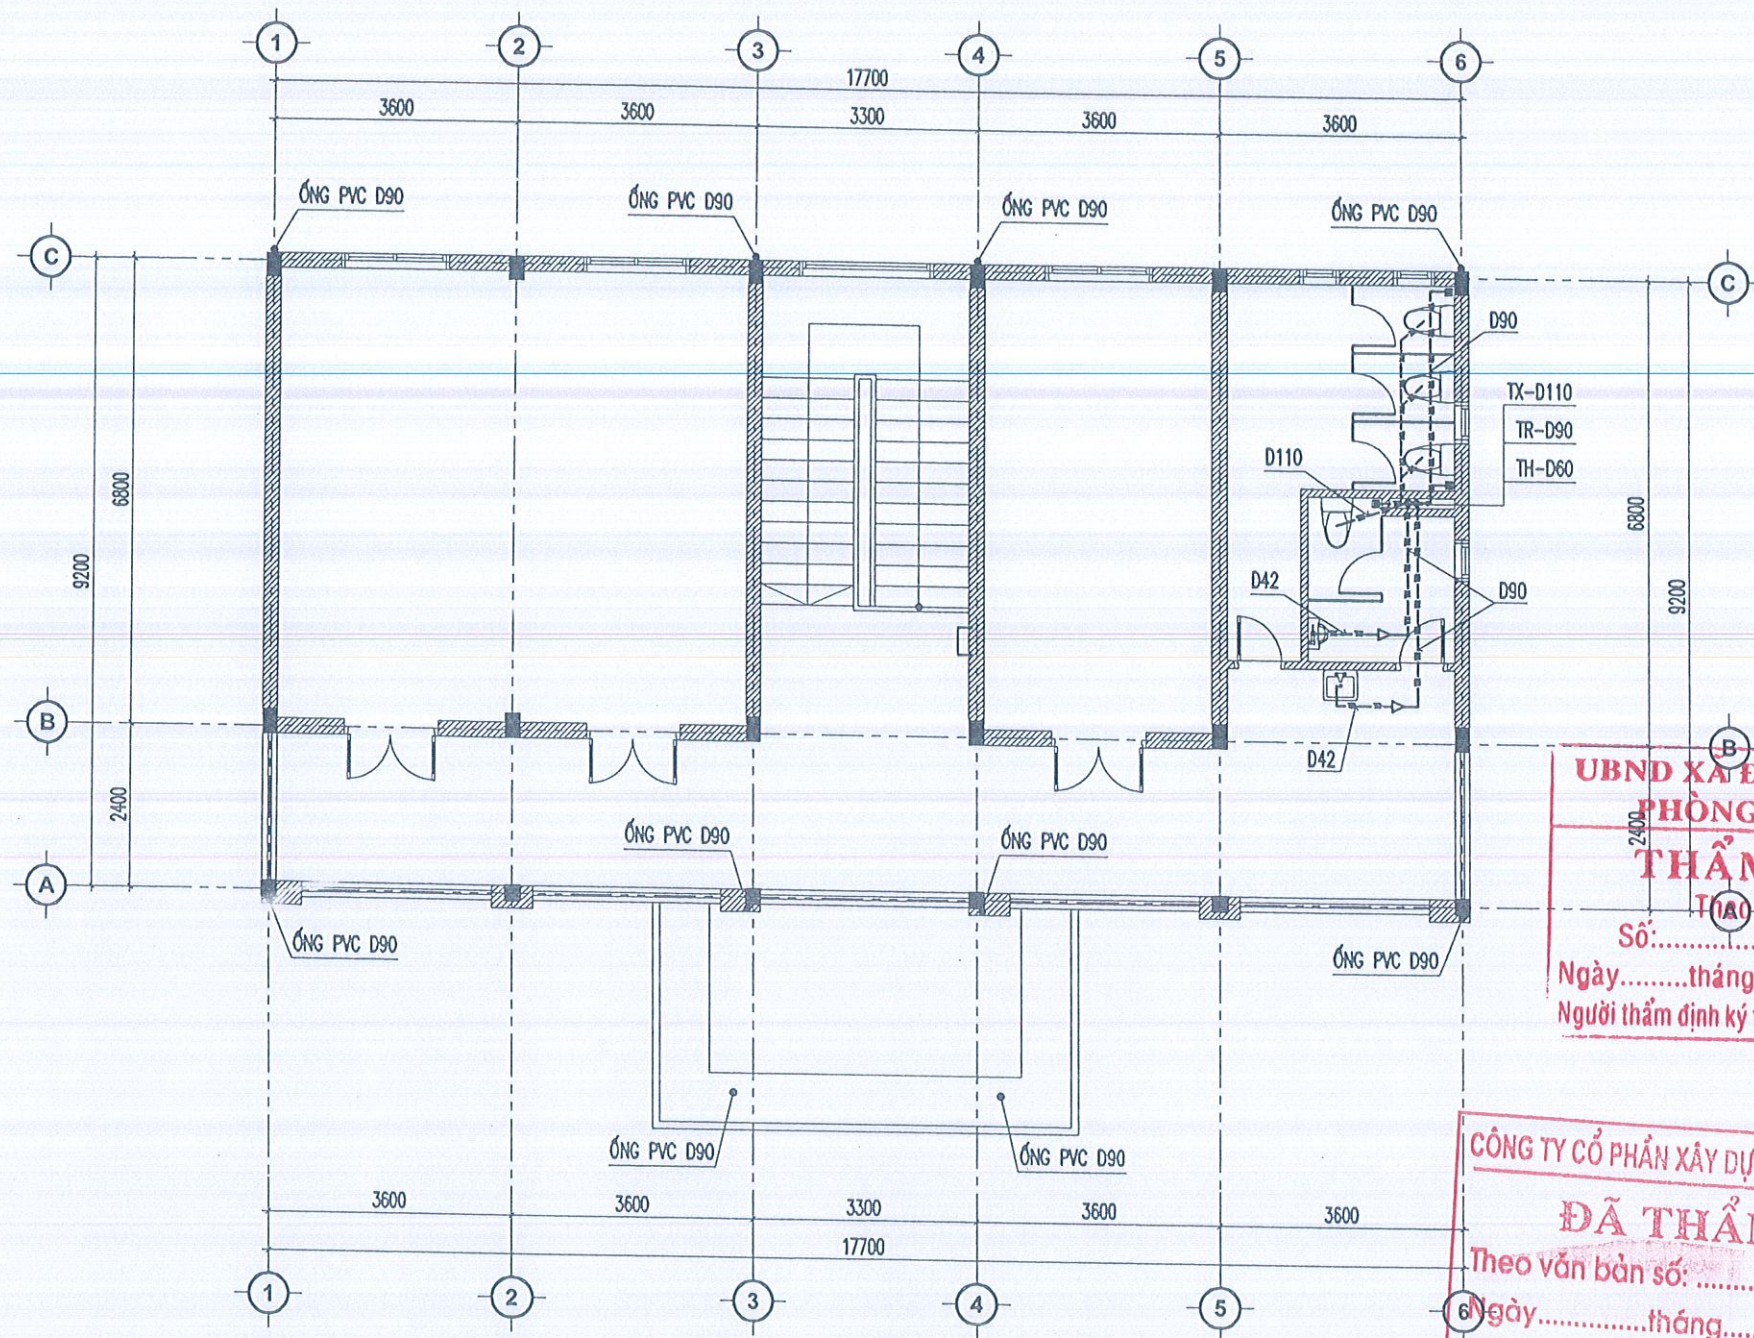 1 2 3 4 5 6
17700
3600 3600 3300 3600 3600
ỐNG PVC D90 ỐNG PVC D90 ỐNG PVC D90 ỐNG PVC D90
C C
D90
TX-D110
TR-D90
TH-D60
D110
6800 6800
9200 9200
D42 D90
B B
D42
2400 2400
ỐNG PVC D90 ỐNG PVC D90
A A
ỐNG PVC D90 ỐNG PVC D90
ỐNG PVC D90 ỐNG PVC D90
3600 3600 3300 3600 3600
17700
1 2 3 4 5 6
UBND XÃ
PHÒNG
THẨM
Theo
Số:............
Ngày.........tháng
Người thẩm định ký
CÔNG TY CỔ PHẦN XÂY DỰ
ĐÃ THẨM
Theo văn bản số: ......
Ngày..............tháng....